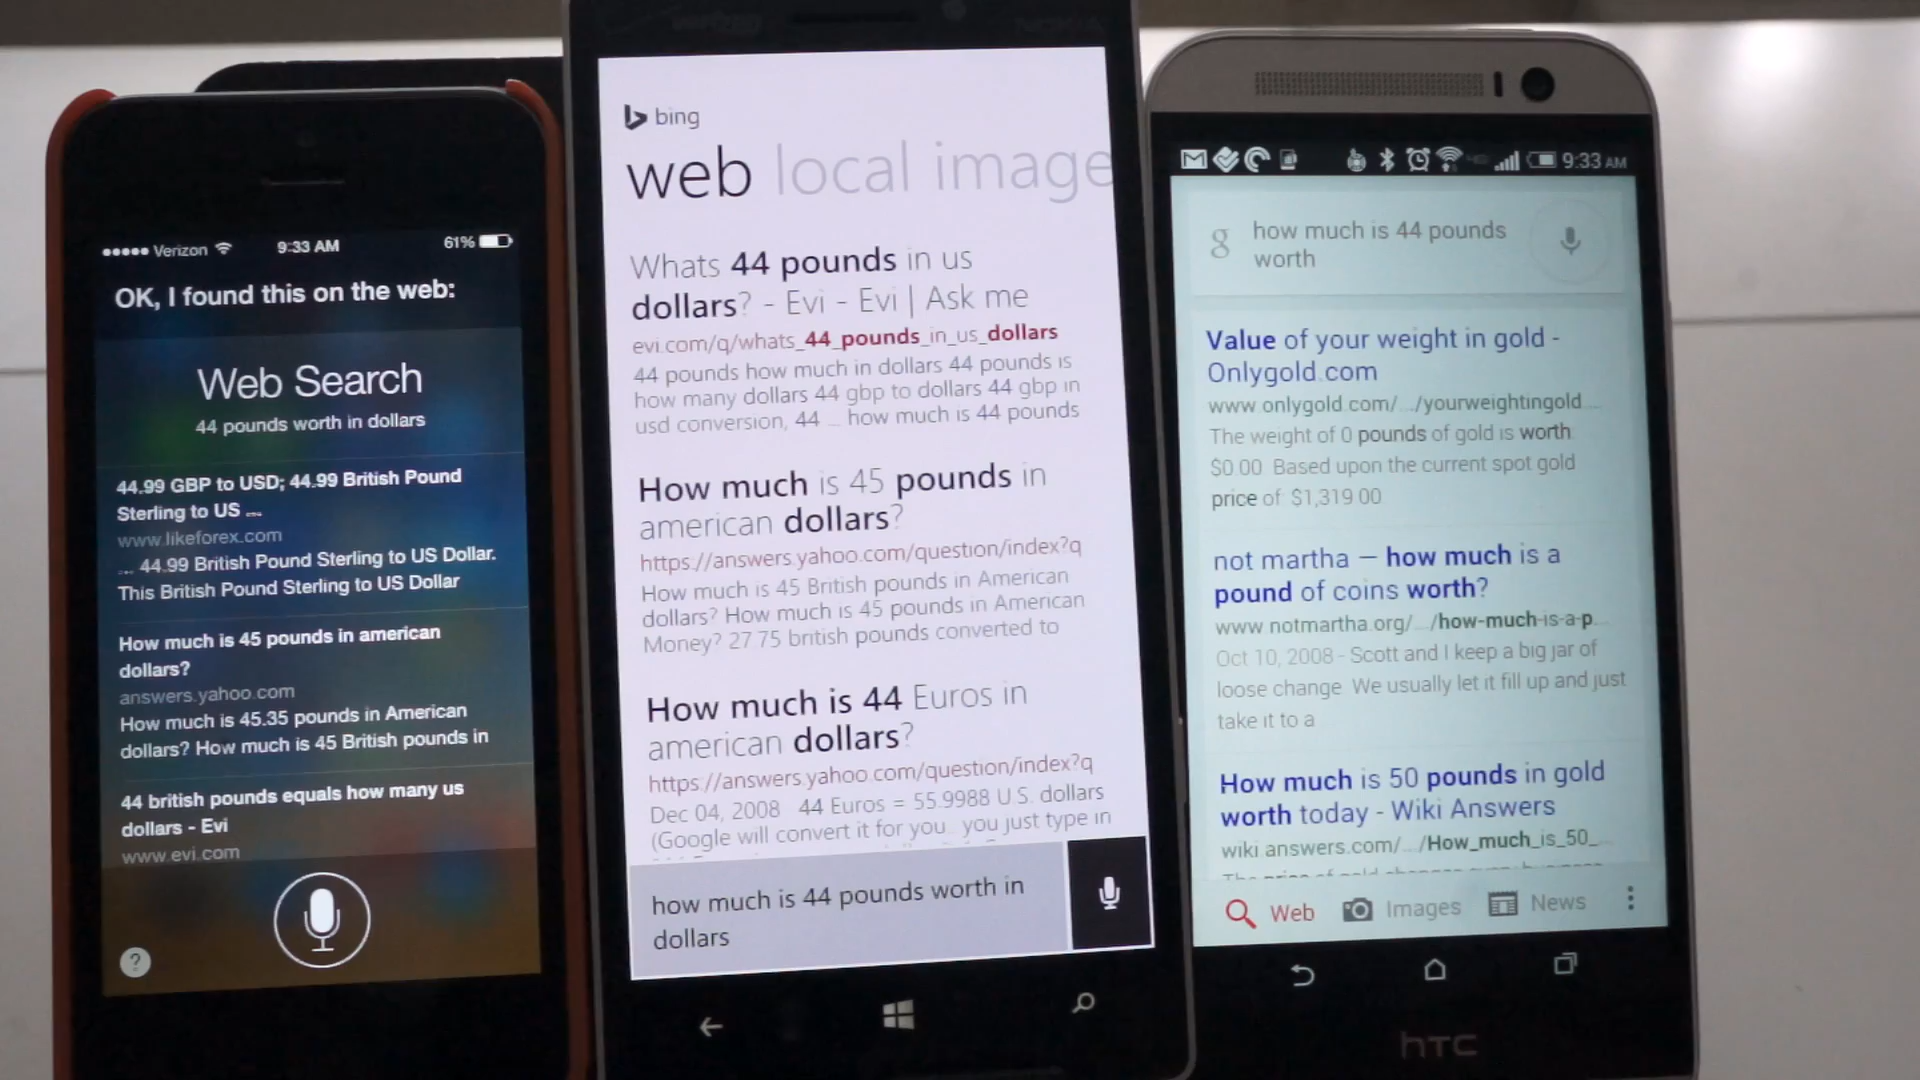 Verizon 9:33 AM 61%
OK, I found this on the web:
Web Search
44 pounds worth in dollars
44.99 GBP to USD; 44.99 British Pound
Sterling to US ...
www.likeforex.com
... 44.99 British Pound Sterling to US Dollar.
This British Pound Sterling to US Dollar
How much is 45 pounds in american
dollars?
answers.yahoo.com
How much is 45.35 pounds in American
dollars? How much is 45 British pounds in
44 british pounds equals how many us
dollars - Evi
www.evi.com
?
bing
web local image
Whats 44 pounds in us
dollars? - Evi - Evi | Ask me
evi.com/q/whats_44_pounds_in_us_dollars
44 pounds how much in dollars 44 pounds is
how many dollars 44 gbp to dollars 44 gbp in
usd conversion, 44 ... how much is 44 pounds
How much is 45 pounds in
american dollars?
https://answers.yahoo.com/question/index?q
How much is 45 British pounds in American
dollars? How much is 45 pounds in American
Money? 27 75 british pounds converted to
How much is 44 Euros in
american dollars?
https://answers.yahoo.com/question/index?q
Dec 04, 2008 44 Euros = 55.9988 U.S. dollars
(Google will convert it for you... you just type in
how much is 44 pounds worth in
dollars
9:33 AM
g how much is 44 pounds
worth
Value of your weight in gold -
Onlygold.com
www.onlygold.com/.../yourweightingold...
The weight of 0 pounds of gold is worth
$0.00 Based upon the current spot gold
price of: $1,319.00
not martha — how much is a
pound of coins worth?
www.notmartha.org/.../how-much-is-a-p...
Oct 10, 2008 - Scott and I keep a big jar of
loose change. We usually let it fill up and just
take it to a
How much is 50 pounds in gold
worth today - Wiki Answers
wiki.answers.com/.../How_much_is_50_...
Web Images News
hTC